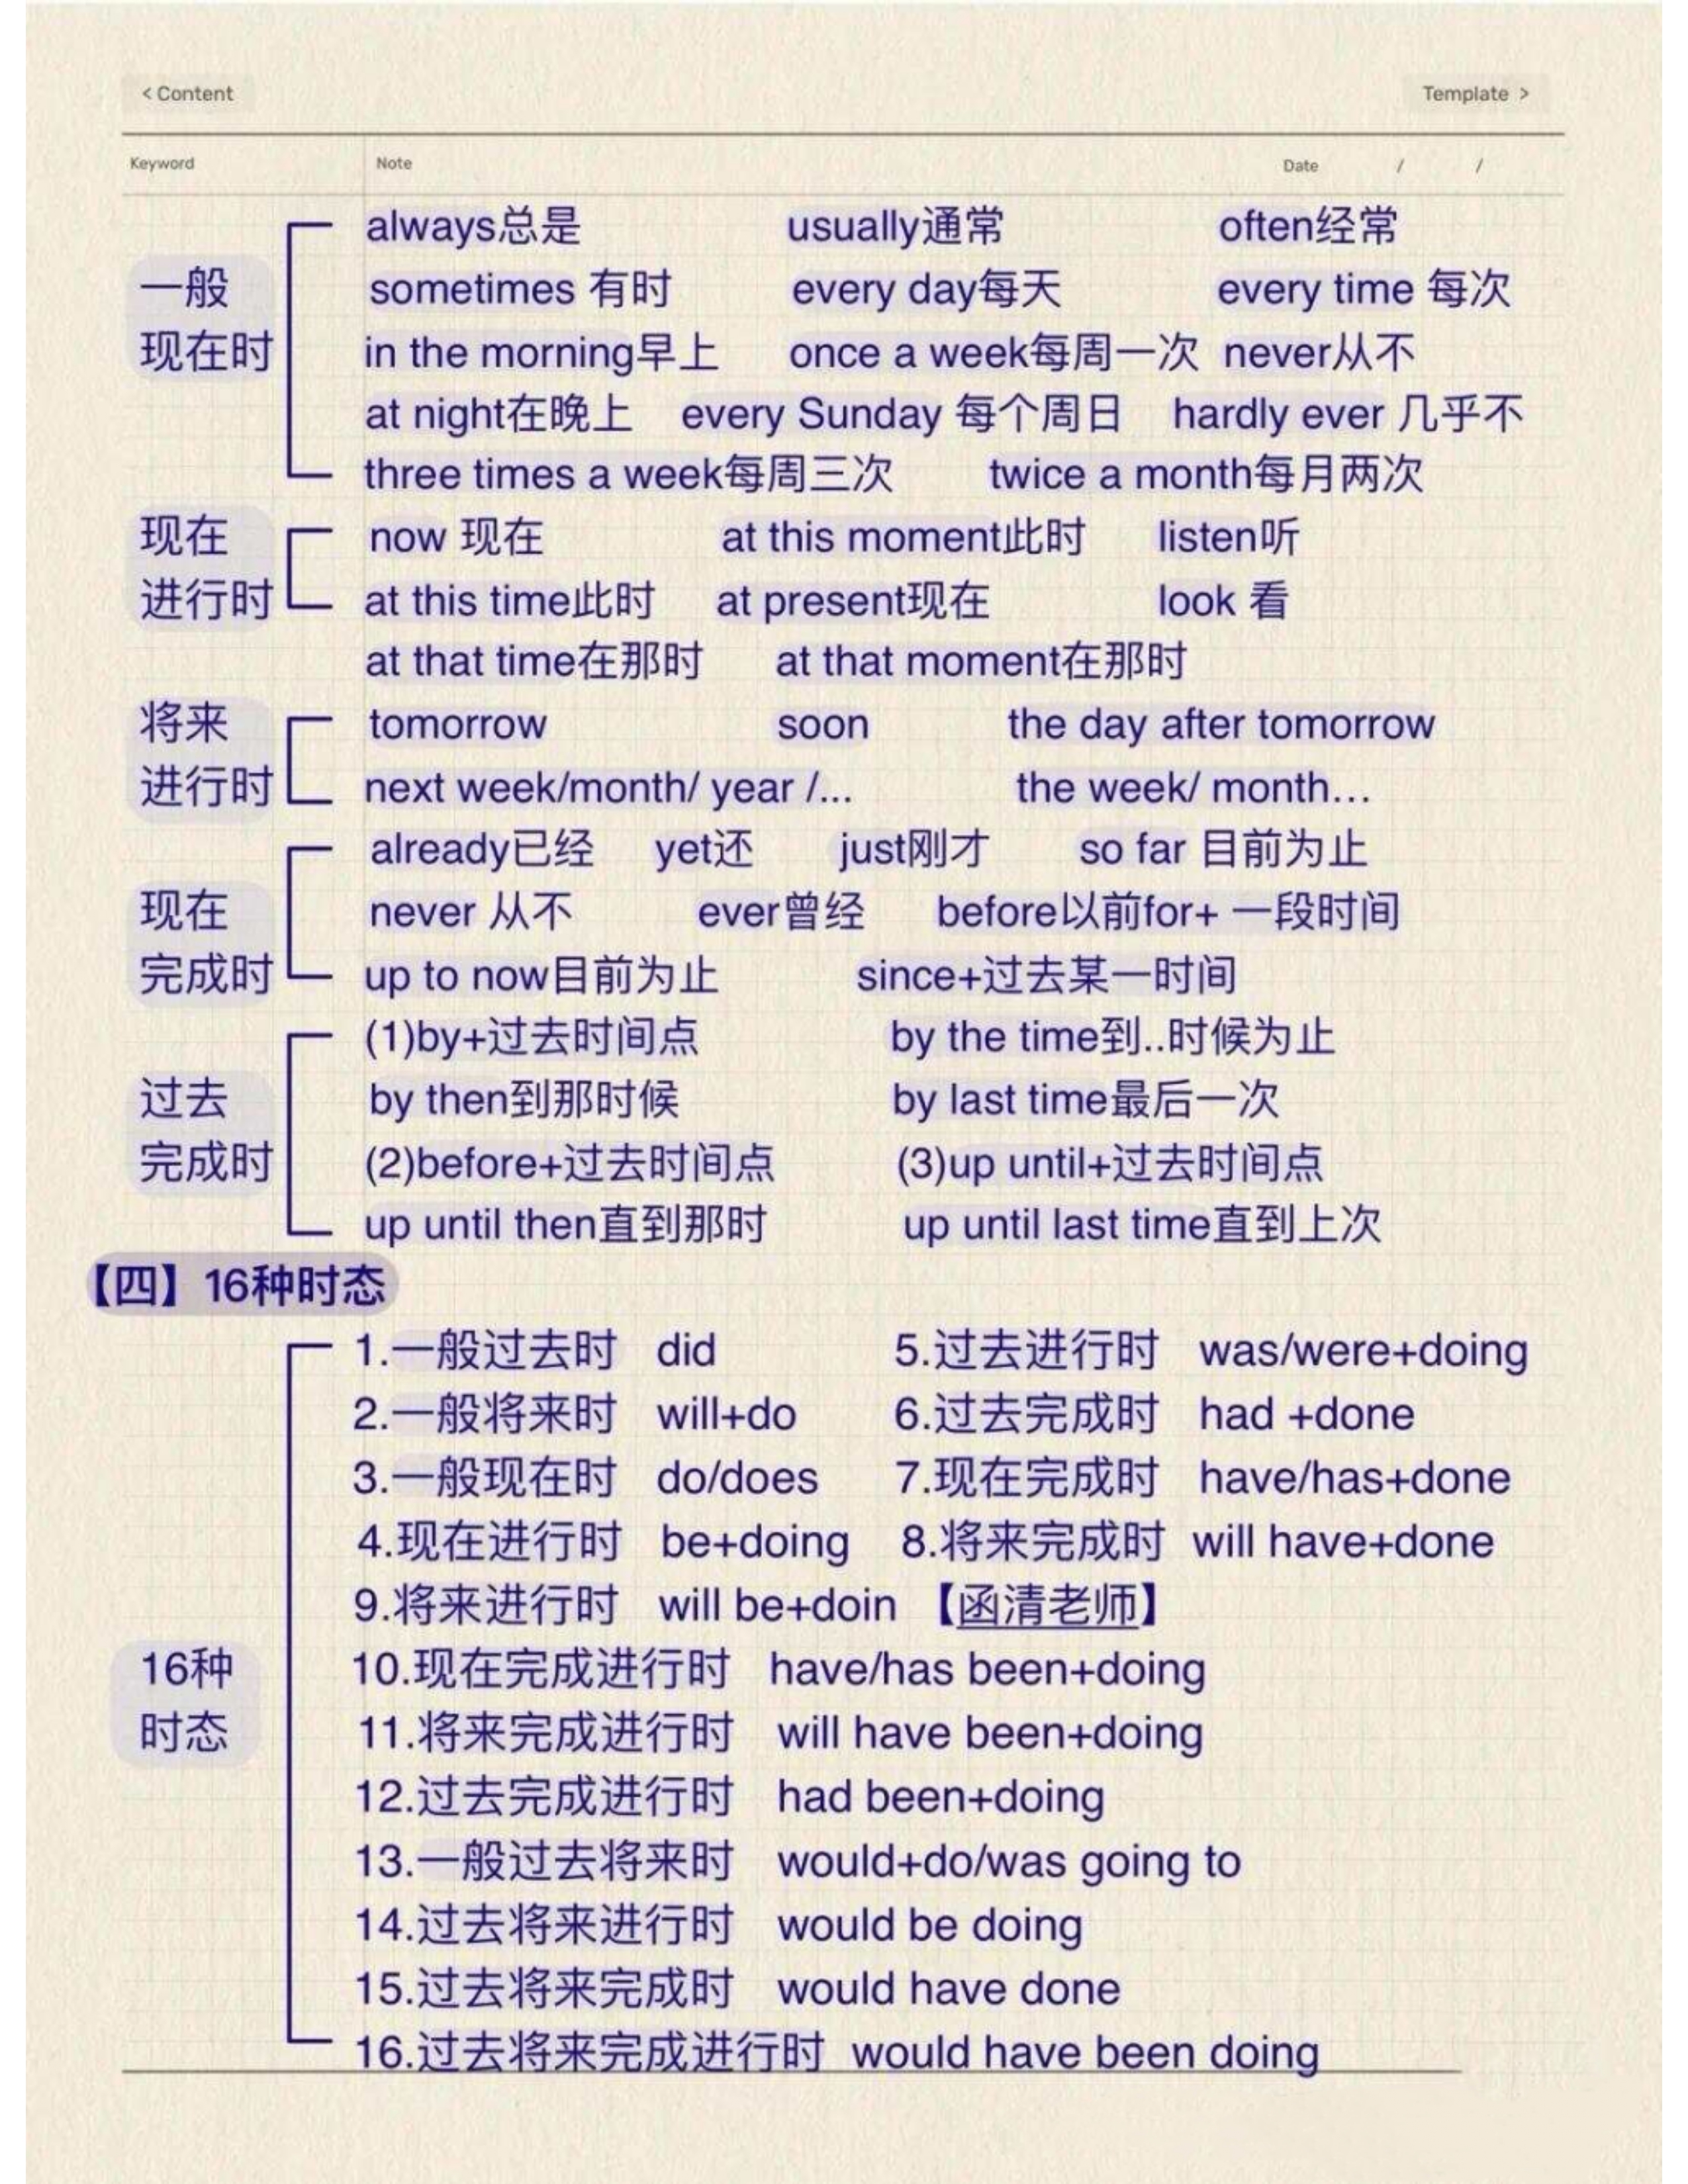 < Content Template >
Keyword Note Date / /
always总是 usually通常 often经常
一般 sometimes 有时 every day每天 every time 每次
现在时 in the morning早上 once a week每周一次 never从不
at night在晚上 every Sunday 每个周日 hardly ever 几乎不
three times a week每周三次 twice a month每月两次
现在 now 现在 at this moment此时 listen听
进行时 at this time此时 at present现在 look 看
at that time在那时 at that moment在那时
将来 tomorrow soon the day after tomorrow
进行时 next week/month/ year /... the week/ month…
already已经 yet还 just刚才 so far 目前为止
现在 never 从不 ever曾经 before以前for+ 一段时间
完成时 up to now目前为止 since+过去某一时间
(1)by+过去时间点 by the time到..时候为止
过去 by then到那时候 by last time最后一次
完成时 (2)before+过去时间点 (3)up until+过去时间点
up until then直到那时 up until last time直到上次
【四】16种时态
1.一般过去时 did 5.过去进行时 was/were+doing
2.一般将来时 will+do 6.过去完成时 had +done
3.一般现在时 do/does 7.现在完成时 have/has+done
4.现在进行时 be+doing 8.将来完成时 will have+done
9.将来进行时 will be+doin 【函清老师】
16种 10.现在完成进行时 have/has been+doing
时态 11.将来完成进行时 will have been+doing
12.过去完成进行时 had been+doing
13.一般过去将来时 would+do/was going to
14.过去将来进行时 would be doing
15.过去将来完成时 would have done
16.过去将来完成进行时 would have been doing